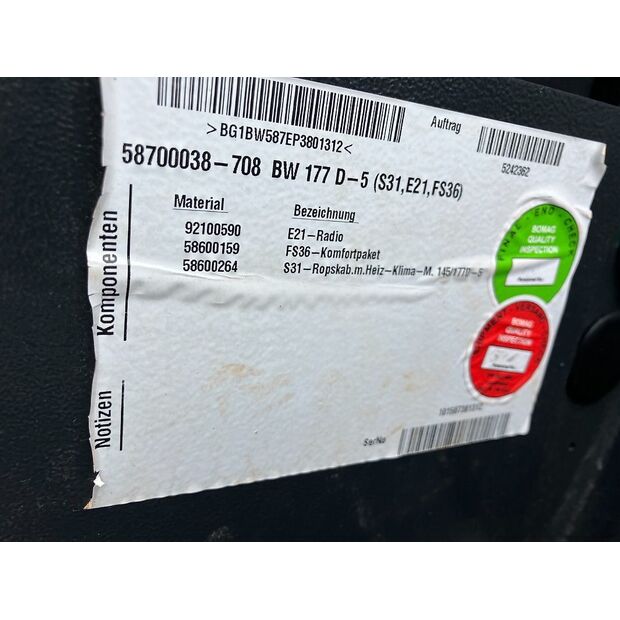 >BG1BW587EP3801312<
Auftrag
5242362
58700038-708 BW 177 D-5 (S31,E21,FS36)
Komponenten
Material Bezeichnung
92100590 E21-Radio
58600159 FS36-Komfortpaket
58600264 S31-Ropskab.m.Heiz-Klima-M. 145/177D-5
FINAL - END - CHECK
BOMAG
QUALITY
INSPECTION
BOMAG
QUALITY
INSPECTION
Notizen
SerNo
101587381312